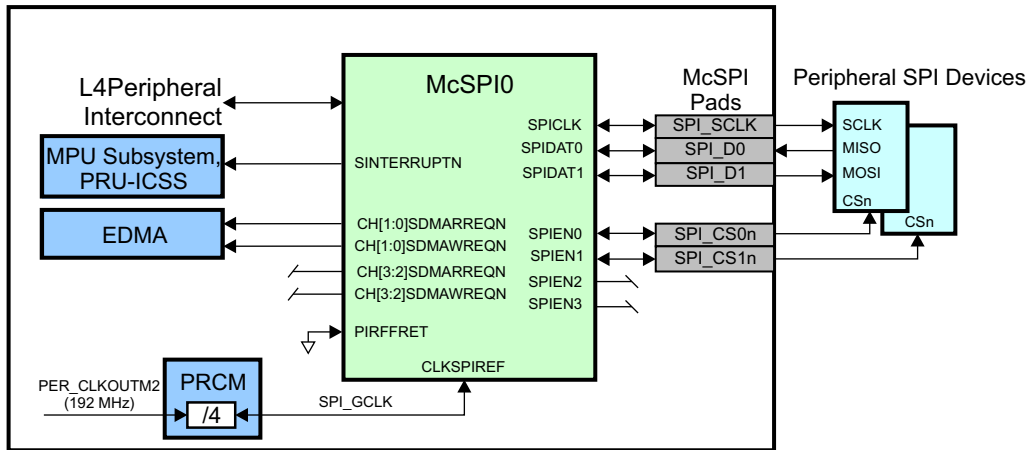 McSPI0
L4Peripheral
Interconnect
MPU Subsystem,
PRU-ICSS
EDMA
SINTERRUPTN
CH[1:0]SDMARREQN
CH[1:0]SDMAWREQN
CH[3:2]SDMARREQN
CH[3:2]SDMAWREQN
PIRFFRET
CLKSPIREF
SPICLK
SPIDAT0
SPIDAT1
SPIEN0
SPIEN1
SPIEN2
SPIEN3
McSPI
Pads
SPI_SCLK
SPI_D0
SPI_D1
SPI_CS0n
SPI_CS1n
Peripheral SPI Devices
SCLK
MISO
MOSI
CSn
CSn
PER_CLKOUTM2
(192 MHz)
PRCM
/4
SPI_GCLK